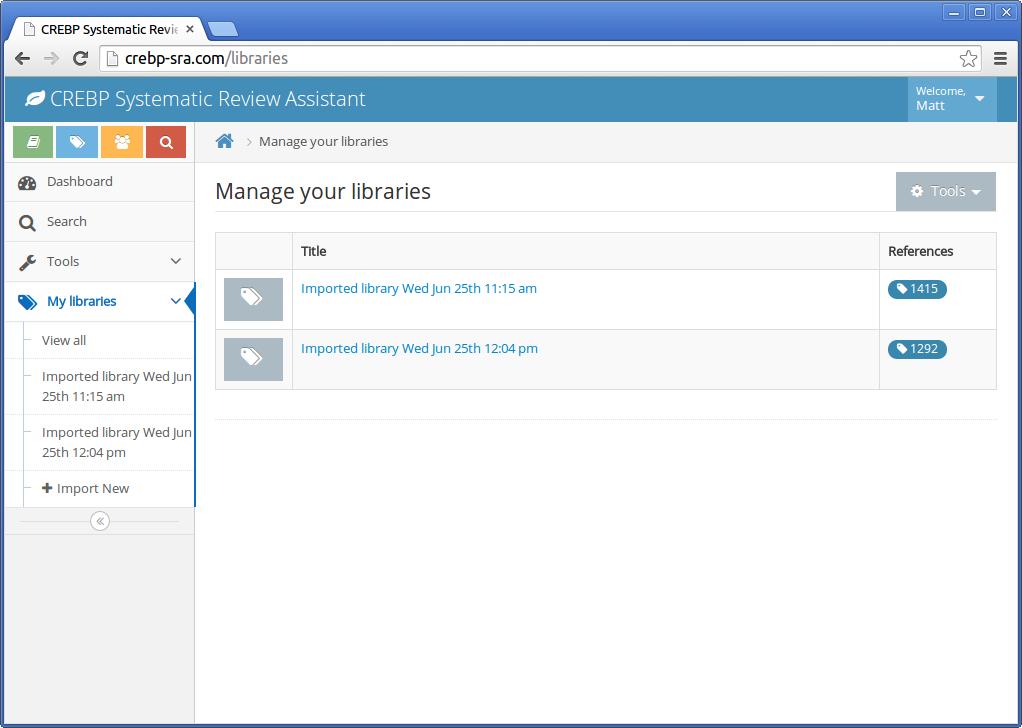 CREBP Systematic Revie
crebp-sra.com/libraries
CREBP Systematic Review Assistant
Welcome,
Matt
Manage your libraries
Dashboard
Search
Tools
My libraries
View all
Imported library Wed Jun
25th 11:15 am
Imported library Wed Jun
25th 12:04 pm
Import New
Manage your libraries
Tools
Title References
Imported library Wed Jun 25th 11:15 am 1415
Imported library Wed Jun 25th 12:04 pm 1292